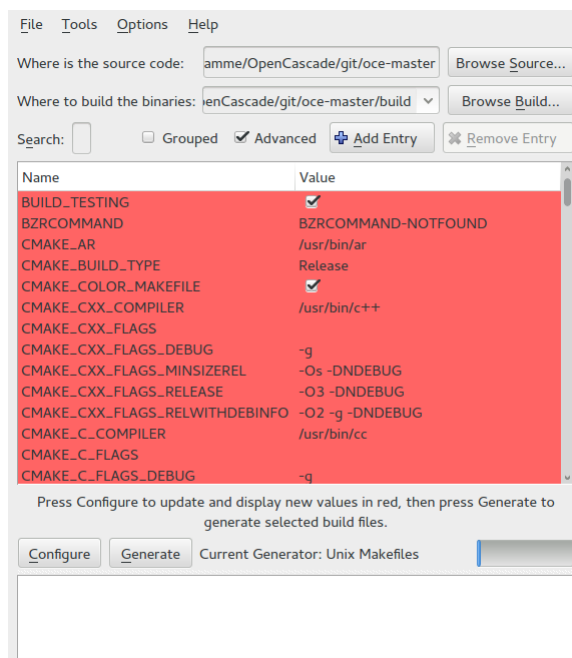 File Tools Options Help
Where is the source code: amme/OpenCascade/git/oce-master Browse Source...
Where to build the binaries: enCascade/git/oce-master/build Browse Build...
Search: Grouped Advanced Add Entry Remove Entry
Name Value
BUILD_TESTING
BZRCOMMAND BZRCOMMAND-NOTFOUND
CMAKE_AR /usr/bin/ar
CMAKE_BUILD_TYPE Release
CMAKE_COLOR_MAKEFILE
CMAKE_CXX_COMPILER /usr/bin/c++
CMAKE_CXX_FLAGS
CMAKE_CXX_FLAGS_DEBUG -g
CMAKE_CXX_FLAGS_MINSIZEREL -Os -DNDEBUG
CMAKE_CXX_FLAGS_RELEASE -O3 -DNDEBUG
CMAKE_CXX_FLAGS_RELWITHDEBINFO -O2 -g -DNDEBUG
CMAKE_C_COMPILER /usr/bin/cc
CMAKE_C_FLAGS
CMAKE_C_FLAGS_DEBUG -g
Press Configure to update and display new values in red, then press Generate to
generate selected build files.
Configure Generate Current Generator: Unix Makefiles